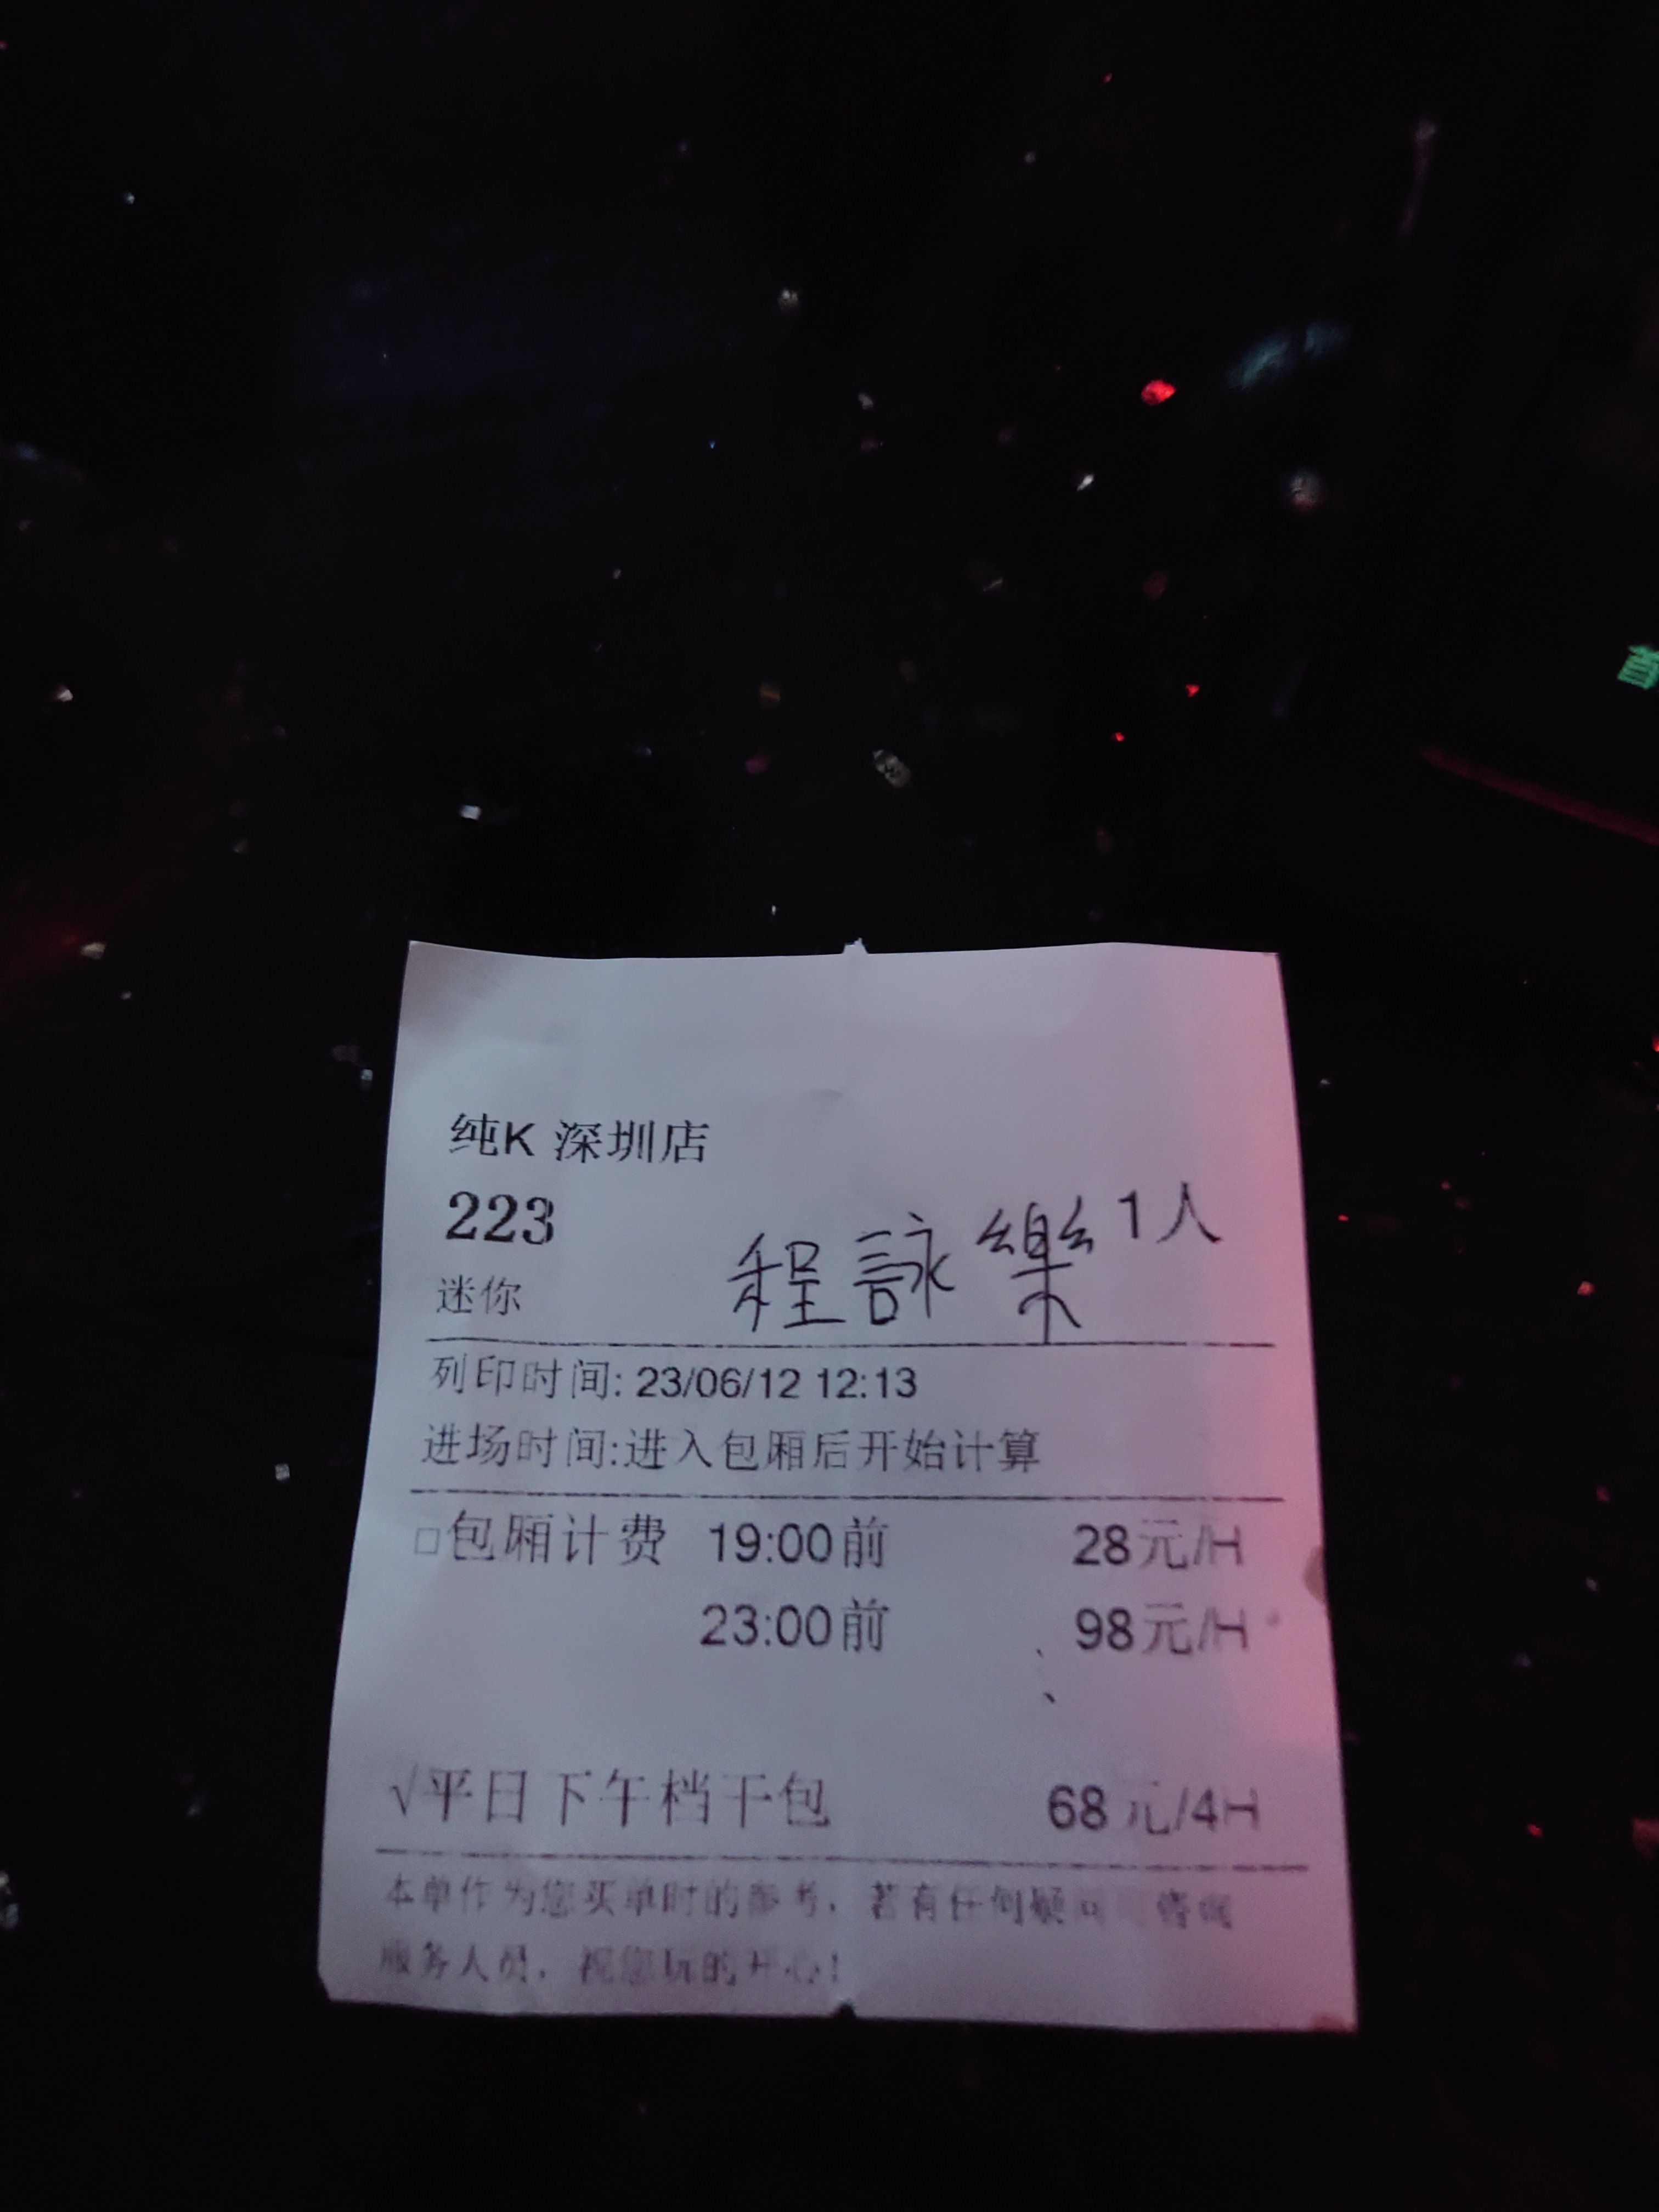 纯K 深圳店
223 程詠樂 1人
迷你
列印时间: 23/06/12 12:13
进场时间:进入包厢后开始计算
□包厢计费 19:00前 28元/H
23:00前 98元/H
√平日下午档干包 68元/4H
本单作为您买单时的参考，若有任何疑 咨询
服务人员，祝您玩的开心!